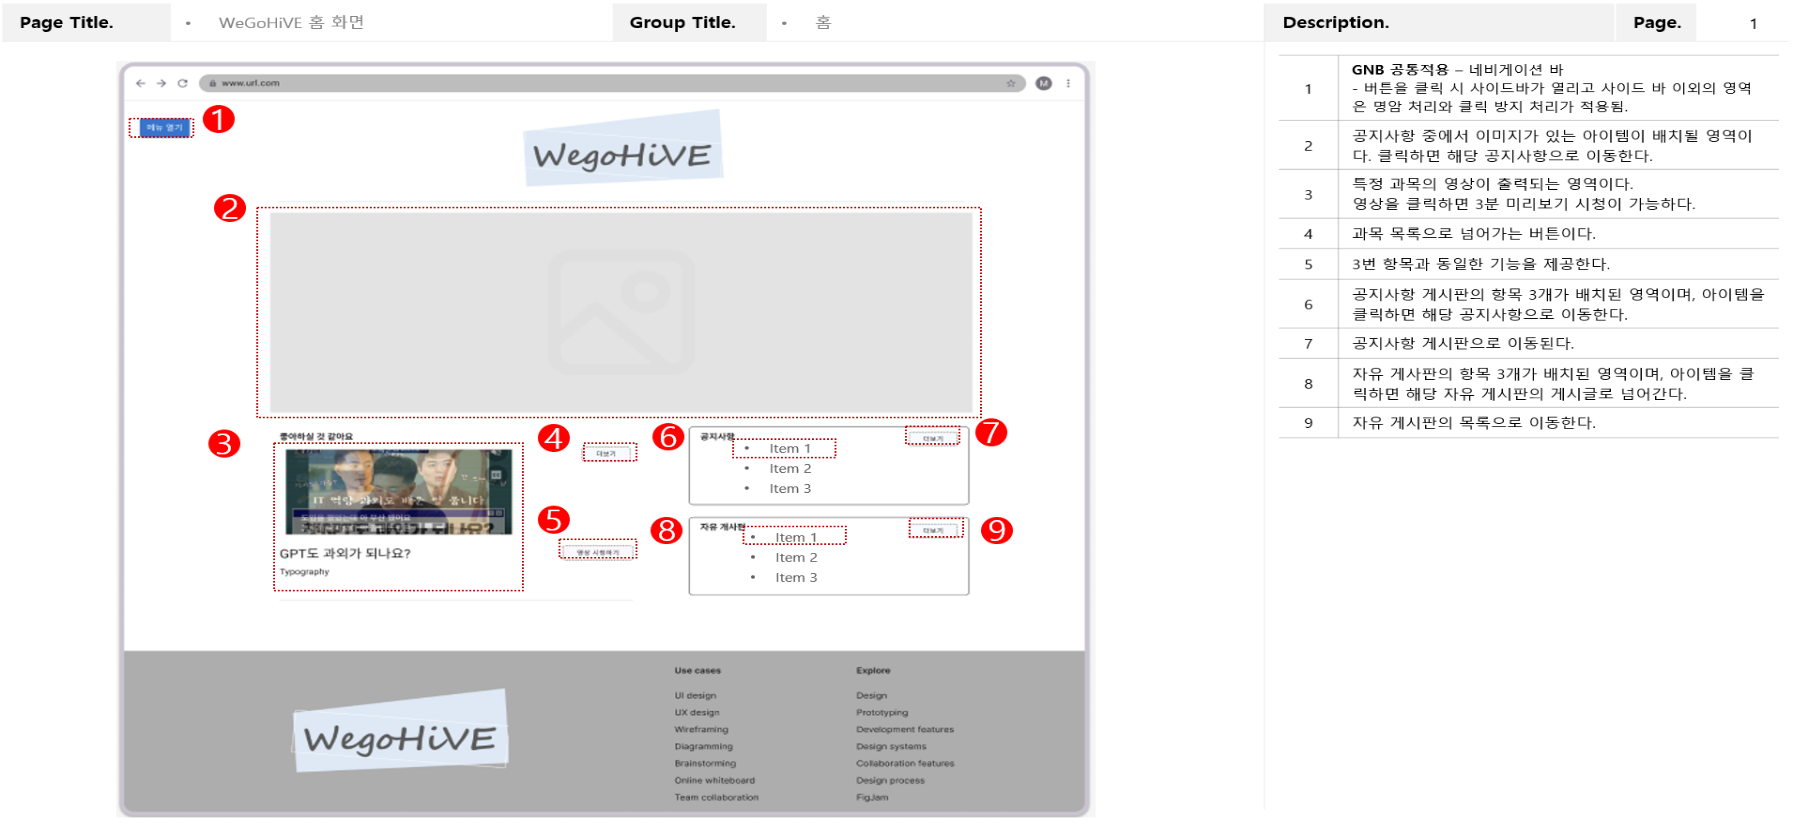 Page Title.
• WeGoHiVE 홈 화면
Group Title.
• 홈
Description.
Page.
1
www.url.com
M
메뉴 열기
1
WegoHiVE
2
3
좋아하실 것 같아요
IT 역량 과외도 배운 법 풉니다
GPT도 과외가 되나요?
Typography
4
더보기
5
영상 시청하기
6
공지사항
7
더보기
• Item 1
• Item 2
• Item 3
8
자유 게시판
9
더보기
• Item 1
• Item 2
• Item 3
WegoHiVE
Use cases
UI design
UX design
Wireframing
Diagramming
Brainstorming
Online whiteboard
Team collaboration
Explore
Design
Prototyping
Development features
Design systems
Collaboration features
Design process
FigJam
1
GNB 공통적용 – 네비게이션 바
- 버튼을 클릭 시 사이드바가 열리고 사이드 바 이외의 영역
은 명암 처리와 클릭 방지 처리가 적용됨.
2
공지사항 중에서 이미지가 있는 아이템이 배치될 영역이
다. 클릭하면 해당 공지사항으로 이동한다.
3
특정 과목의 영상이 출력되는 영역이다.
영상을 클릭하면 3분 미리보기 시청이 가능하다.
4
과목 목록으로 넘어가는 버튼이다.
5
3번 항목과 동일한 기능을 제공한다.
6
공지사항 게시판의 항목 3개가 배치된 영역이며, 아이템을
클릭하면 해당 공지사항으로 이동한다.
7
공지사항 게시판으로 이동된다.
8
자유 게사판의 항목 3개가 배치된 영역이며, 아이템을 클
릭하면 해당 자유 게시판의 게시글로 넘어간다.
9
자유 게시판의 목록으로 이동한다.